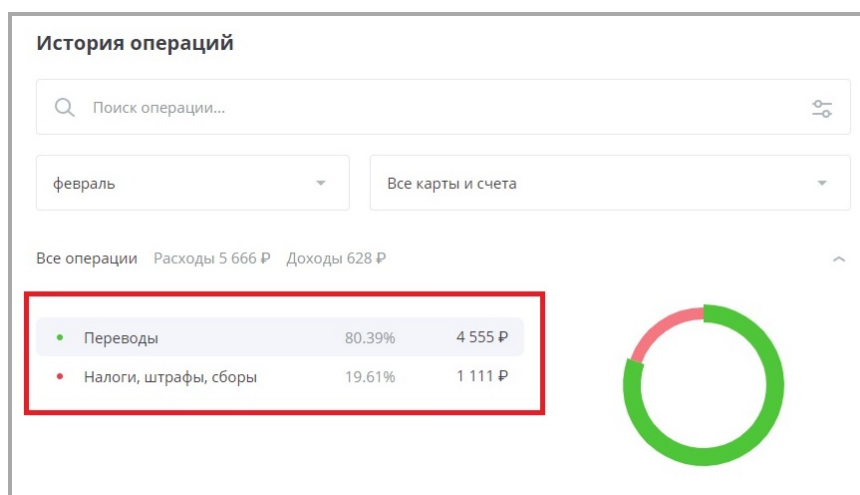 История операций
Поиск операции...
февраль Все карты и счета
Все операции Расходы 5 666 ₽ Доходы 628 ₽
Переводы 80.39% 4 555 ₽
Налоги, штрафы, сборы 19.61% 1 111 ₽